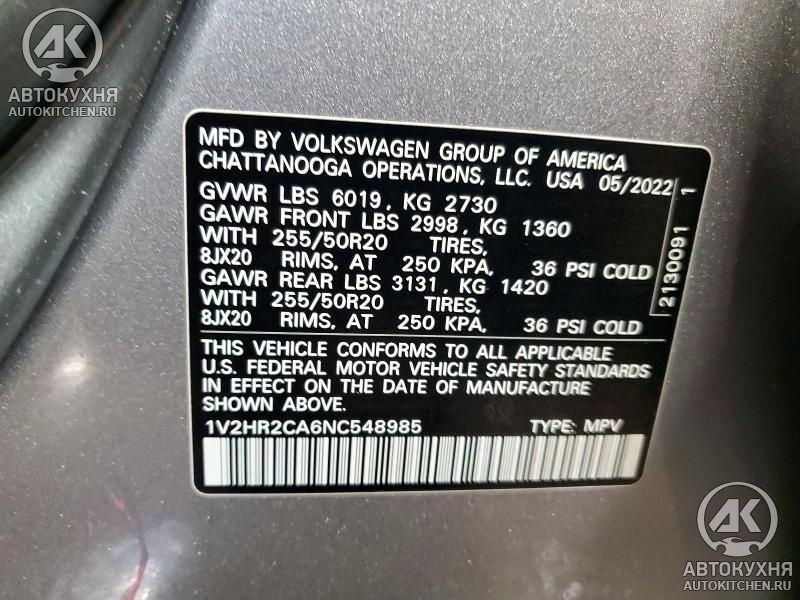 AK
АВТОКУХНЯ
AUTOKITCHEN.RU
MFD BY VOLKSWAGEN GROUP OF AMERICA
CHATTANOOGA OPERATIONS, LLC. USA 05/2022
GVWR LBS 6019, KG 2730
GAWR FRONT LBS 2998, KG 1360
WITH 255/50R20 TIRES,
8JX20 RIMS, AT 250 KPA, 36 PSI COLD
GAWR REAR LBS 3131, KG 1420
WITH 255/50R20 TIRES,
8JX20 RIMS, AT 250 KPA, 36 PSI COLD
2130091 1
THIS VEHICLE CONFORMS TO ALL APPLICABLE
U.S. FEDERAL MOTOR VEHICLE SAFETY STANDARDS
IN EFFECT ON THE DATE OF MANUFACTURE
SHOWN ABOVE.
1V2HR2CA6NC548985 TYPE: MPV
AK
АВТОКУХНЯ
AUTOKITCHEN.RU